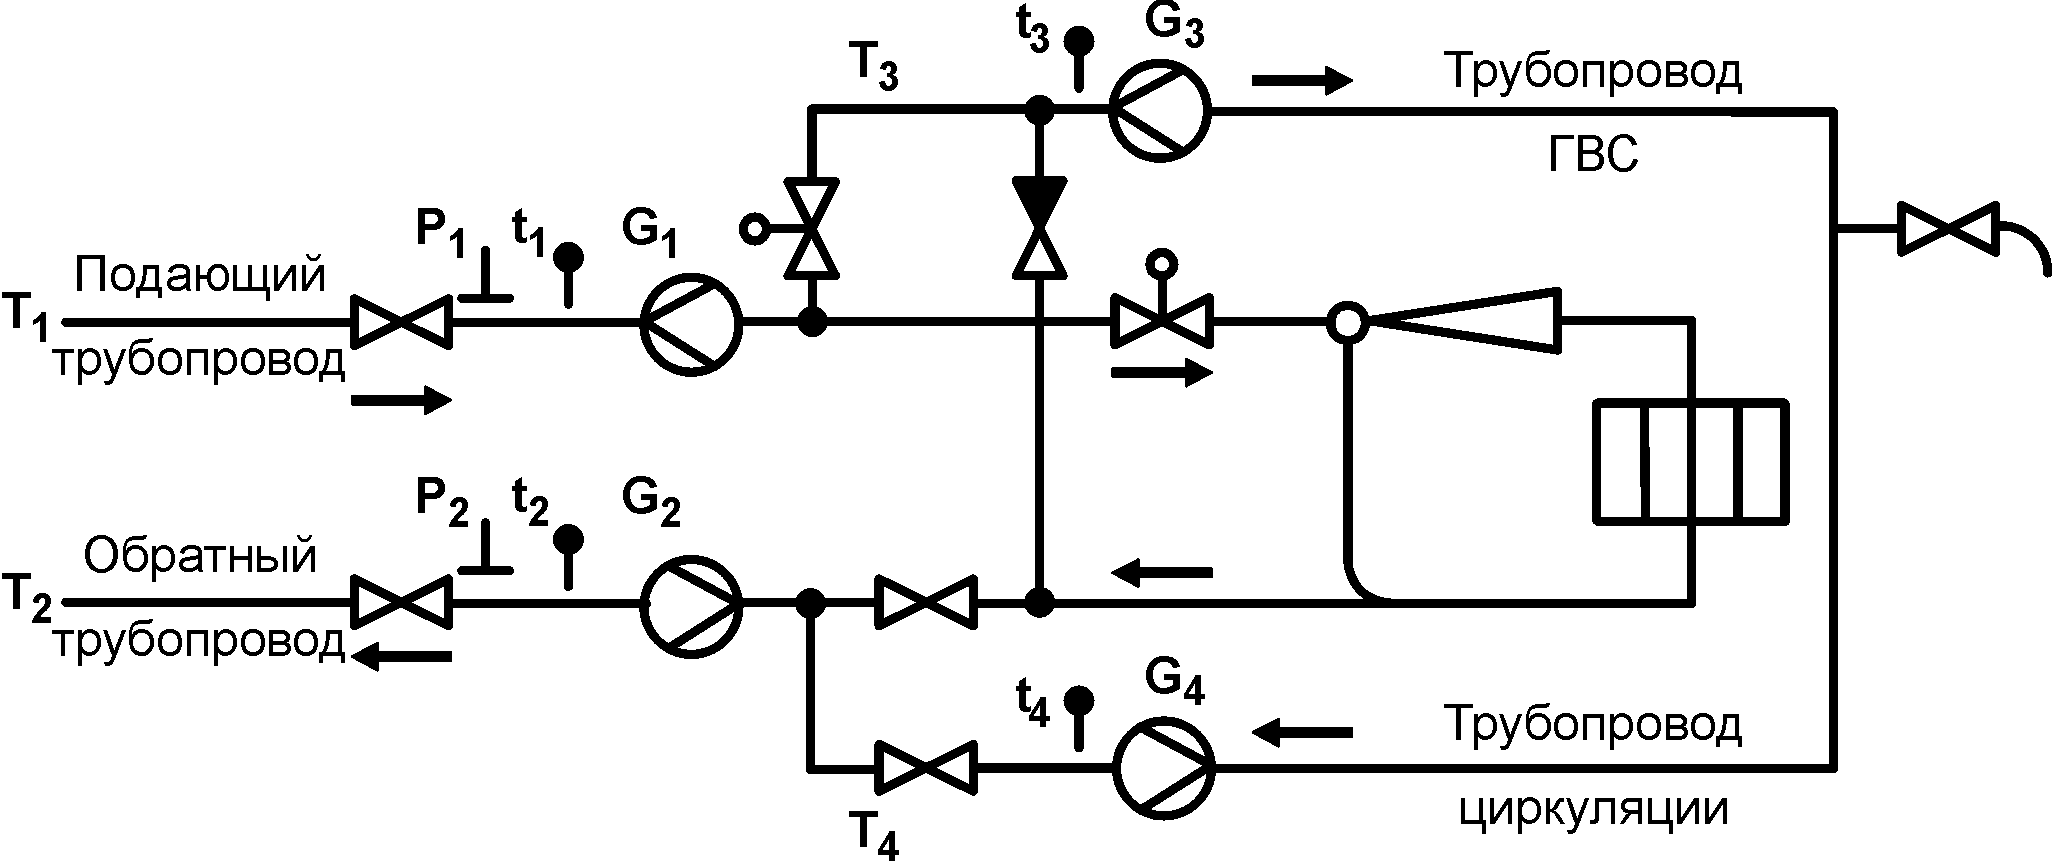 t3
G3
T3
Трубопровод
ГВС
P1
t1
G1
Подающий
T1
трубопровод
P2
t2
G2
Обратный
T2
трубопровод
t4
G4
Трубопровод
циркуляции
T4